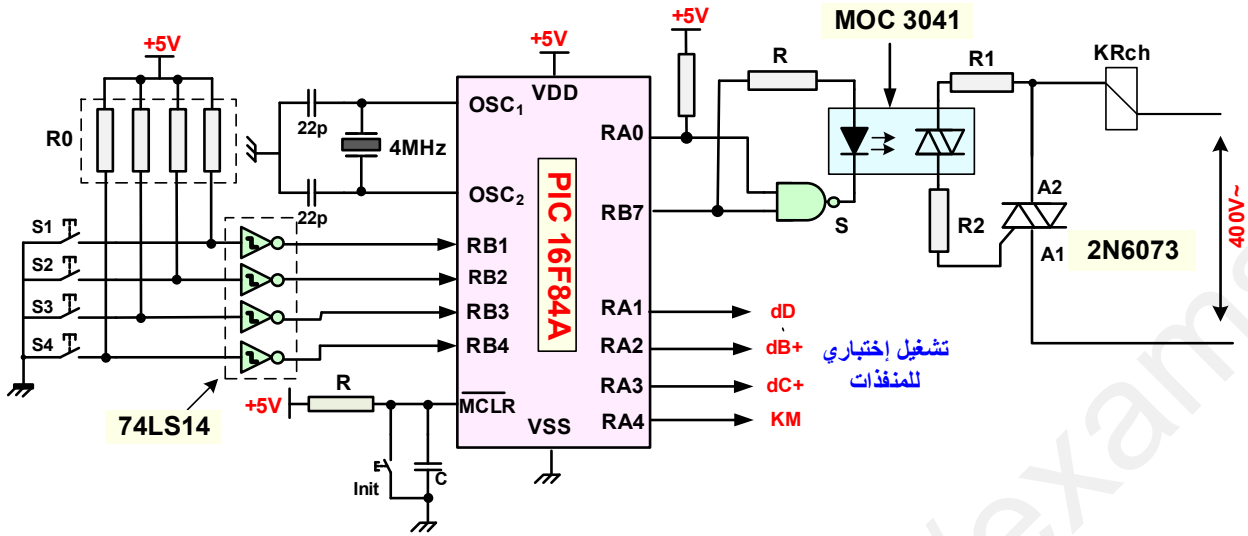 MOC 3041
+5V
+5V
+5V
R
R1
KRch
VDD
OSC1
22p
R0
4MHz
RA0
OSC2
22p
PIC 16F84A
RB7
S
R2
A2
A1
2N6073
400V~
S1
RB1
S2
RB2
S3
RB3
S4
RB4
RA1
dD
RA2
dB+
RA3
dC+
RA4
KM
تشغيل إختباري
للمنفذات
74LS14
+5V
R
MCLR
VSS
Init
C
/exams